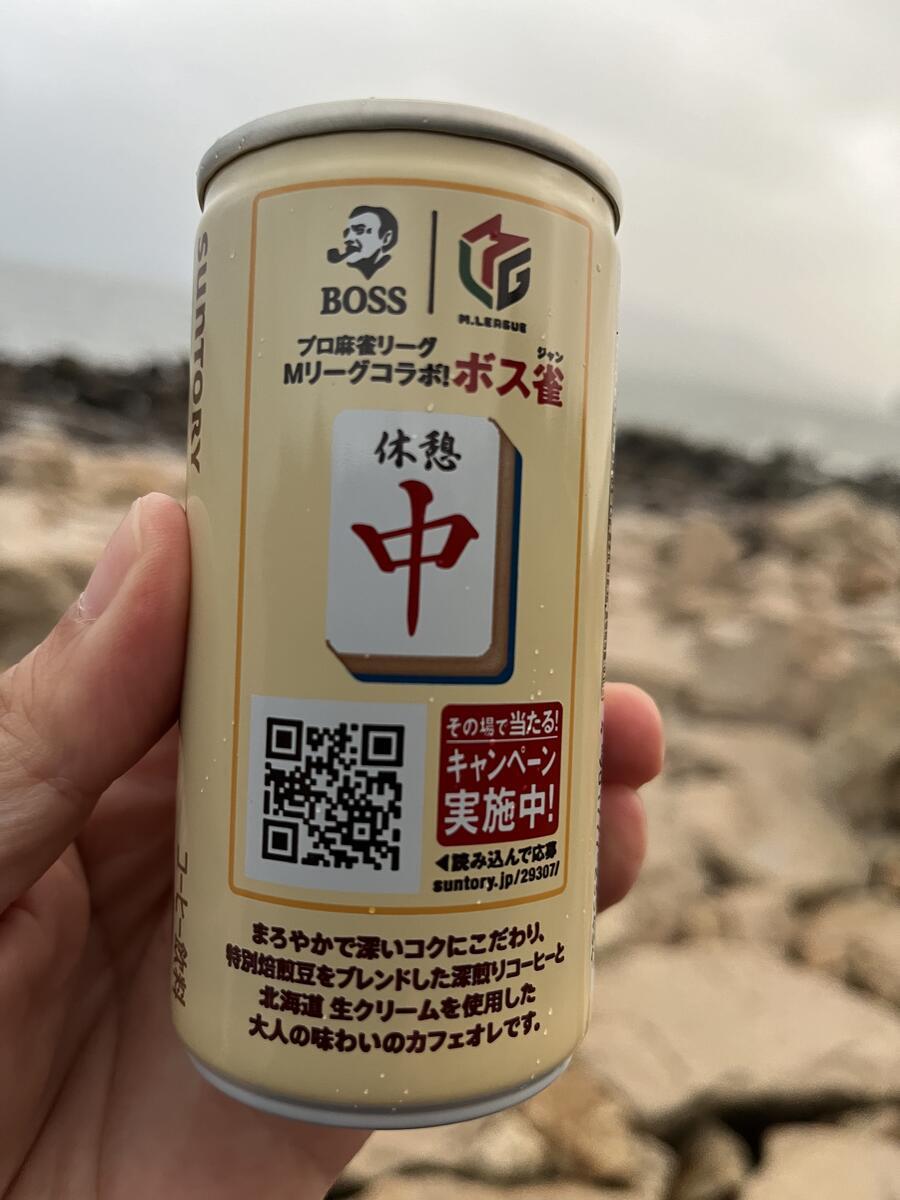 SUNTORY
BOSS
M.LEAGUE
プロ麻雀リーグ
Mリーグコラボ!
ボス雀
ジャン
休憩
中
その場で当たる!
キャンペーン
実施中!
◀読み込んで応募
suntory.jp/29307/
まろやかで深いコクにこだわり、
特別焙煎豆をブレンドした深煎りコーヒーと
北海道 生クリームを使用した
大人の味わいのカフェオレです。
コーヒー飲料